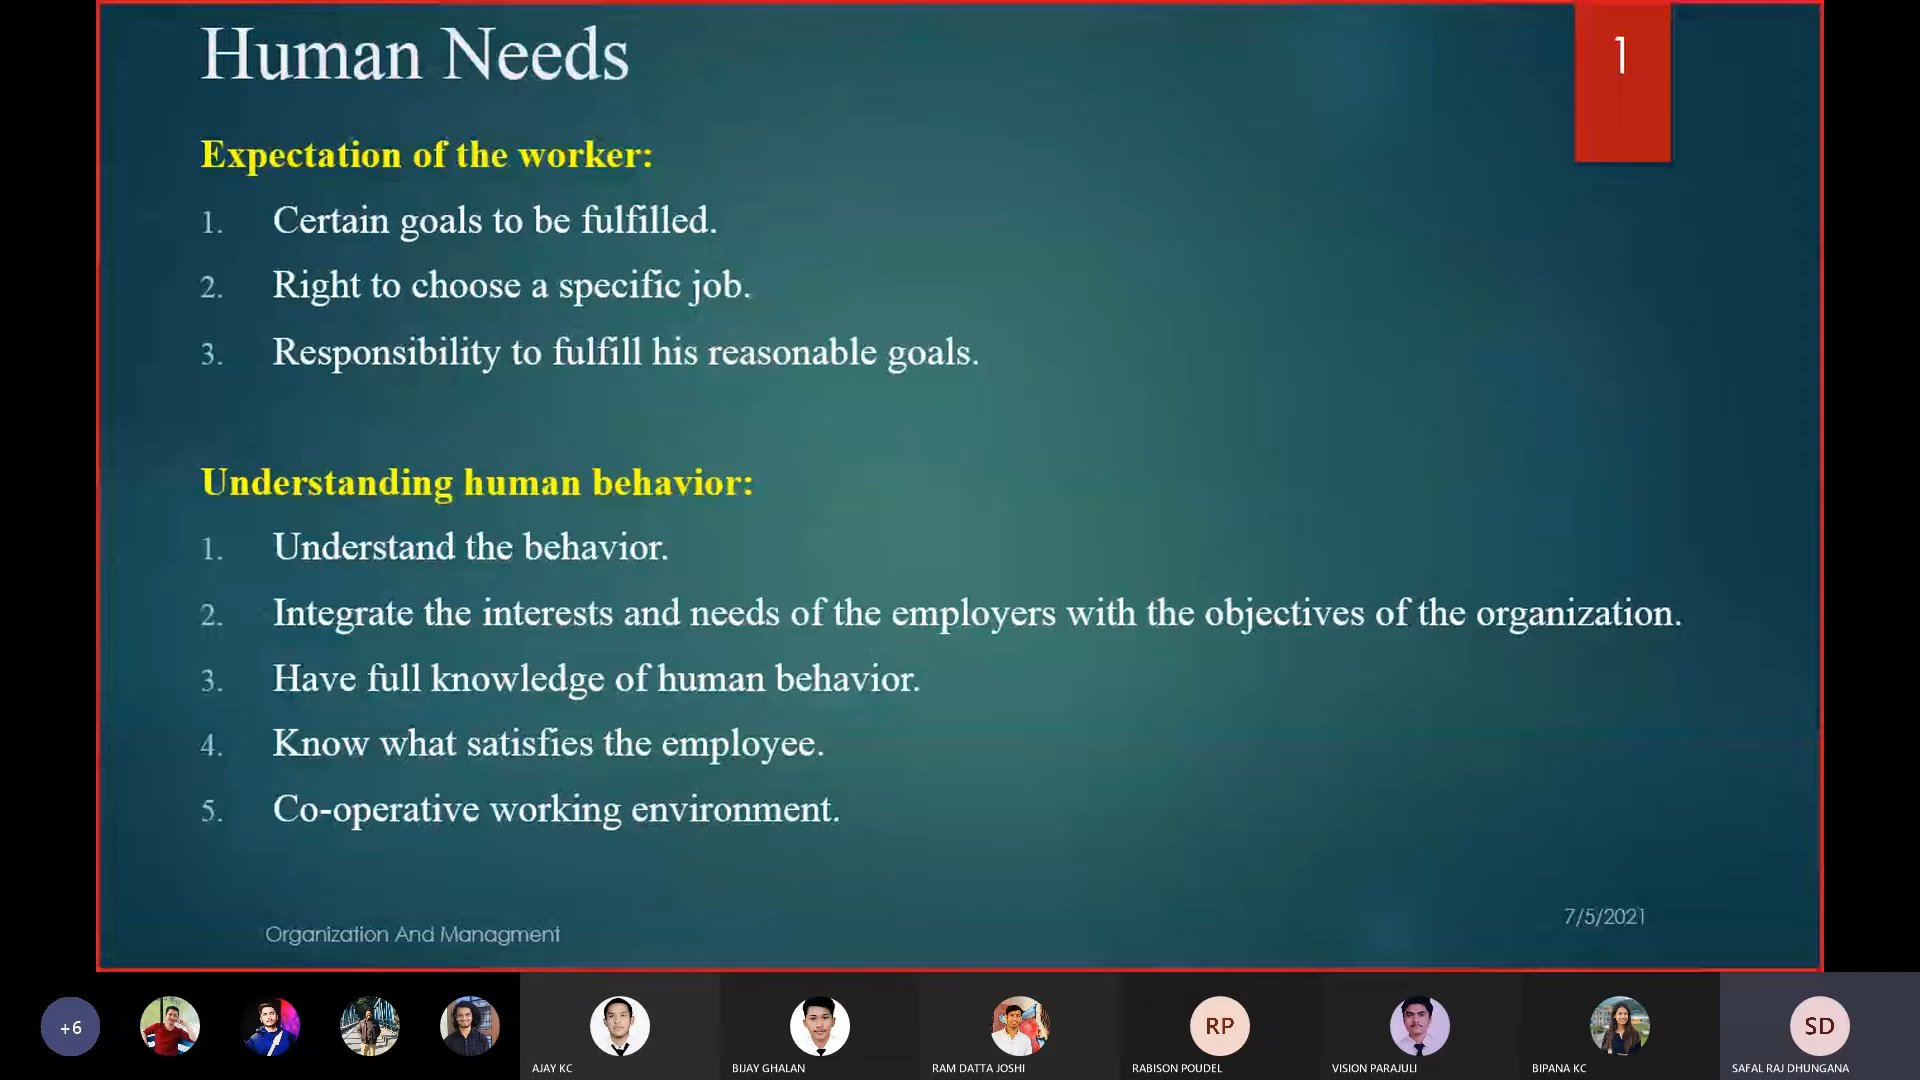 Human Needs
1
Expectation of the worker:
1. Certain goals to be fulfilled.
2. Right to choose a specific job.
3. Responsibility to fulfill his reasonable goals.
Understanding human behavior:
1. Understand the behavior.
2. Integrate the interests and needs of the employers with the objectives of the organization.
3. Have full knowledge of human behavior.
4. Know what satisfies the employee.
5. Co-operative working environment.
7/5/2021
Organization And Managment
+6
RP
SD
AJAY KC
BIJAY GHALAN
RAM DATTA JOSHI
RABISON POUDEL
VISION PARAJULI
BIPANA KC
SAFAL RAJ DHUNGANA